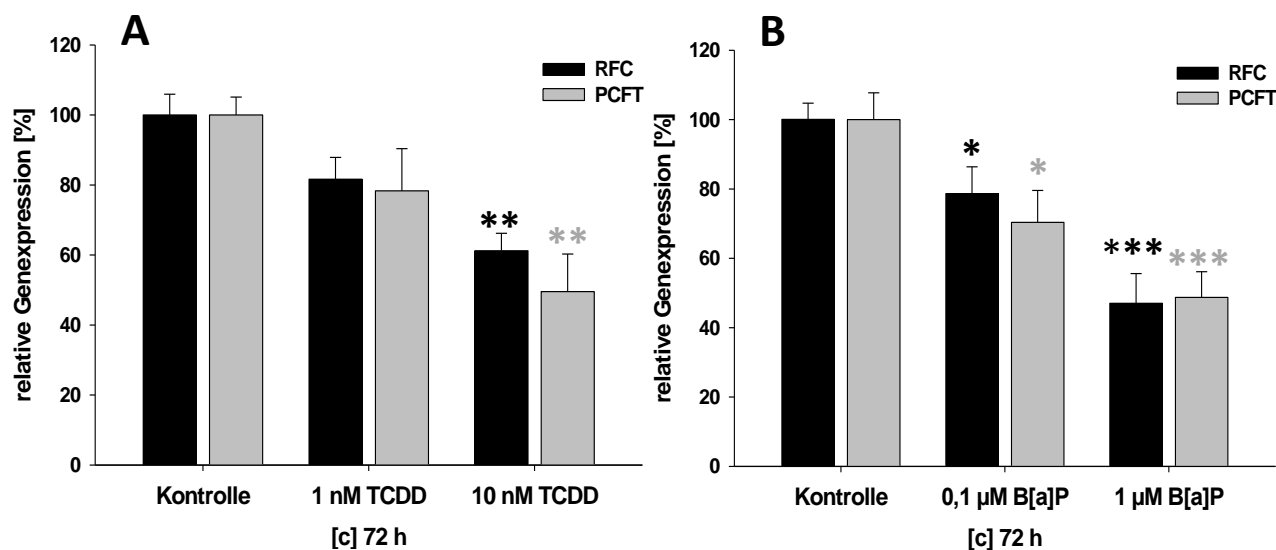 A
RFC
PCFT
relative Genexpression [%]
120
100
80
60
40
20
0
**
**
Kontrolle
1 nM TCDD
10 nM TCDD
[c] 72 h
B
RFC
PCFT
relative Genexpression [%]
120
100
80
60
40
20
0
*
*
***
***
Kontrolle
0,1 µM B[a]P
1 µM B[a]P
[c] 72 h